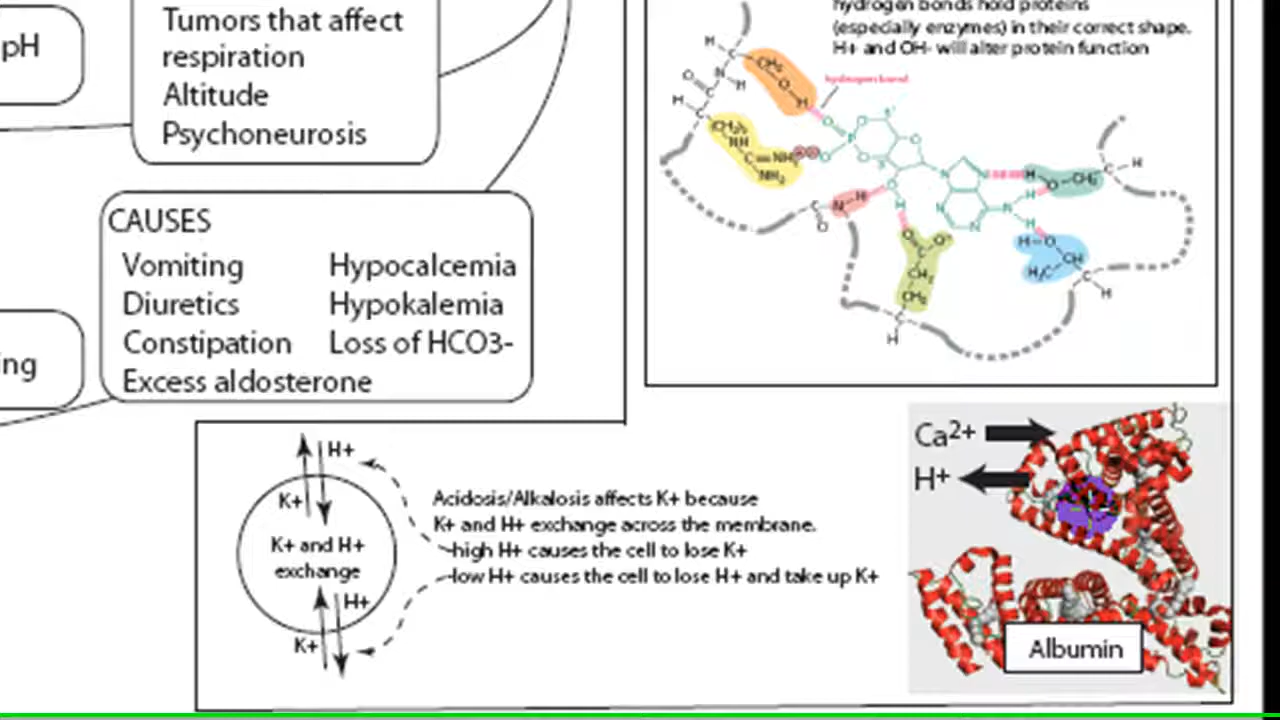 pH
Tumors that affect
respiration
Altitude
Psychoneurosis
CAUSES
Vomiting Hypocalcemia
Diuretics Hypokalemia
Constipation Loss of HCO3-
Excess aldosterone
ing
hydrogen bonds hold proteins
(especially enzymes) in their correct shape.
H+ and OH- will alter protein function
hydrogen bond
H+
K+
K+ and H+
exchange
H+
K+
Acidosis/Alkalosis affects K+ because
K+ and H+ exchange across the membrane.
-high H+ causes the cell to lose K+
-low H+ causes the cell to lose H+ and take up K+
Ca2+
H+
Albumin